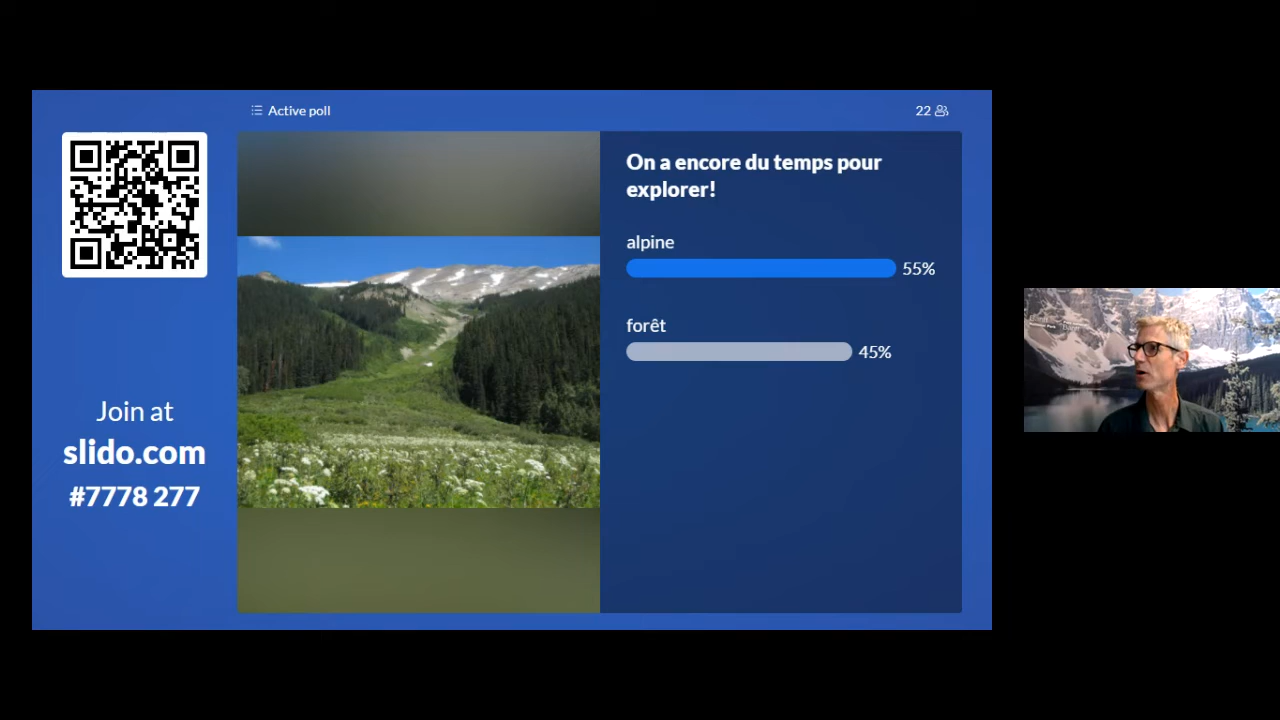 Active poll
22
Join at
slido.com
#7778 277
On a encore du temps pour
explorer!
alpine
55%
forêt
45%